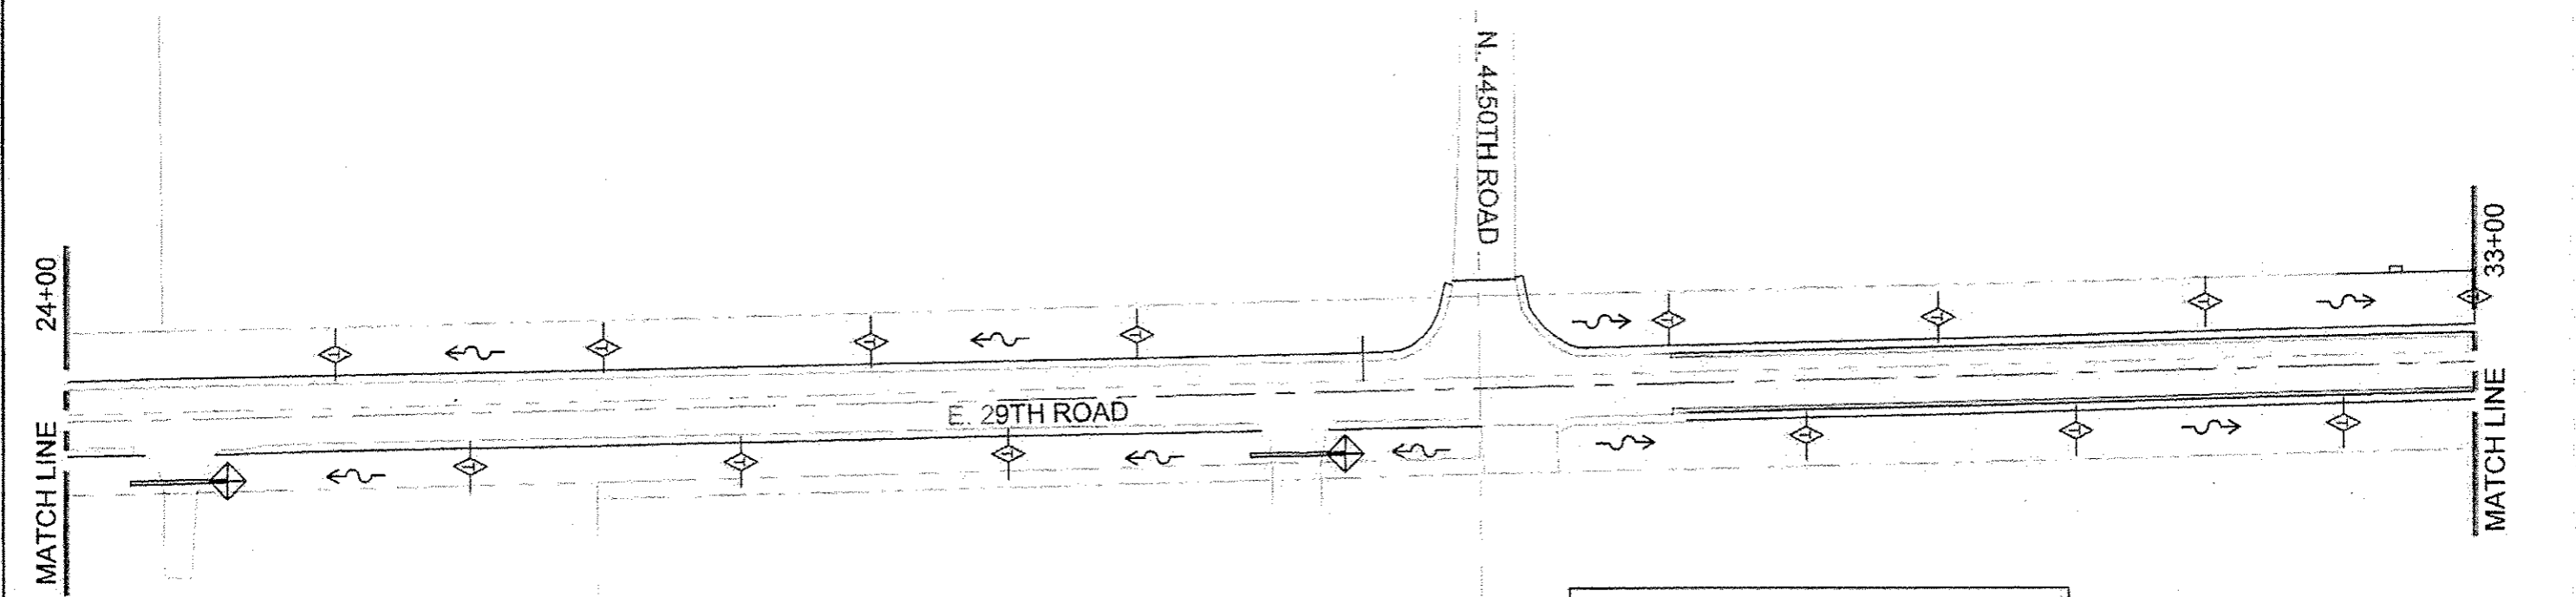 24+00
MATCH LINE
N. 4450TH ROAD
E. 29TH ROAD
33+00
MATCH LINE